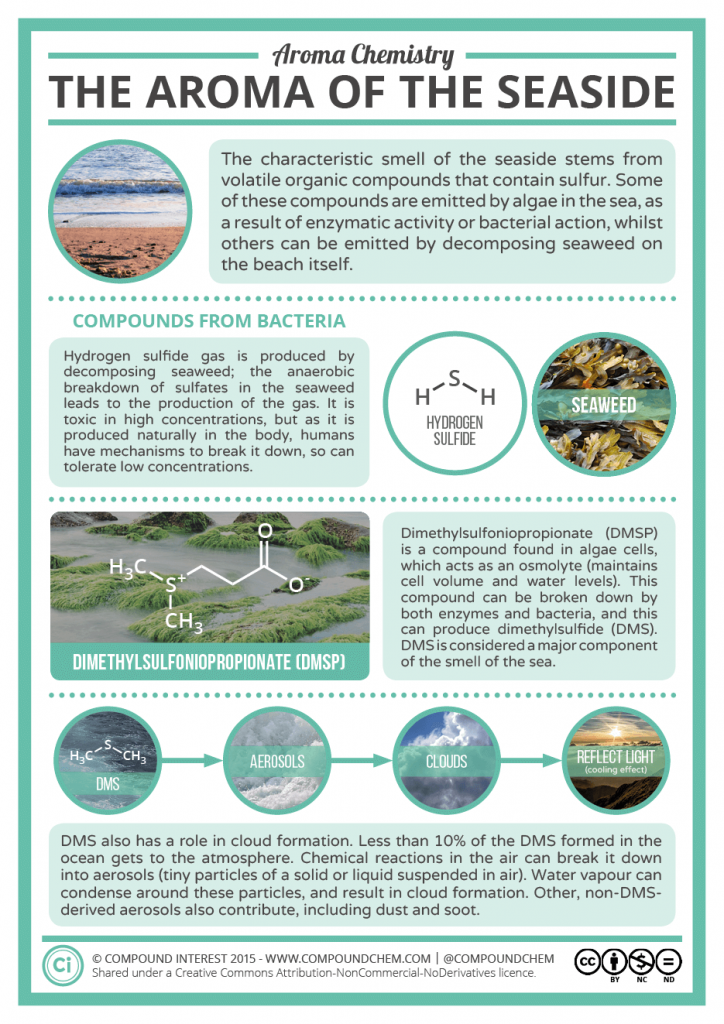 Aroma Chemistry
THE AROMA OF THE SEASIDE
The characteristic smell of the seaside stems from
volatile organic compounds that contain sulfur. Some
of these compounds are emitted by algae in the sea, as
a result of enzymatic activity or bacterial action, whilst
others can be emitted by decomposing seaweed on
the beach itself.
COMPOUNDS FROM BACTERIA
Hydrogen sulfide gas is produced by
decomposing seaweed; the anaerobic
breakdown of sulfates in the seaweed
leads to the production of the gas. It is
toxic in high concentrations, but as it is
produced naturally in the body, humans
have mechanisms to break it down, so can
tolerate low concentrations.
S
H H
HYDROGEN
SULFIDE
SEAWEED
O
H₃C
S⁺
O⁻
CH₃
DIMETHYLSULFONIOPROPIONATE (DMSP)
Dimethylsulfoniopropionate (DMSP)
is a compound found in algae cells,
which acts as an osmolyte (maintains
cell volume and water levels). This
compound can be broken down by
both enzymes and bacteria, and this
can produce dimethylsulfide (DMS).
DMS is considered a major component
of the smell of the sea.
S
H₃C CH₃
DMS
AEROSOLS
CLOUDS
REFLECT LIGHT
(cooling effect)
DMS also has a role in cloud formation. Less than 10% of the DMS formed in the
ocean gets to the atmosphere. Chemical reactions in the air can break it down
into aerosols (tiny particles of a solid or liquid suspended in air). Water vapour can
condense around these particles, and result in cloud formation. Other, non-DMS-
derived aerosols also contribute, including dust and soot.
Ci
© COMPOUND INTEREST 2015 - WWW.COMPOUNDCHEM.COM | @COMPOUNDCHEM
Shared under a Creative Commons Attribution-NonCommercial-NoDerivatives licence.
cc
BY NC ND